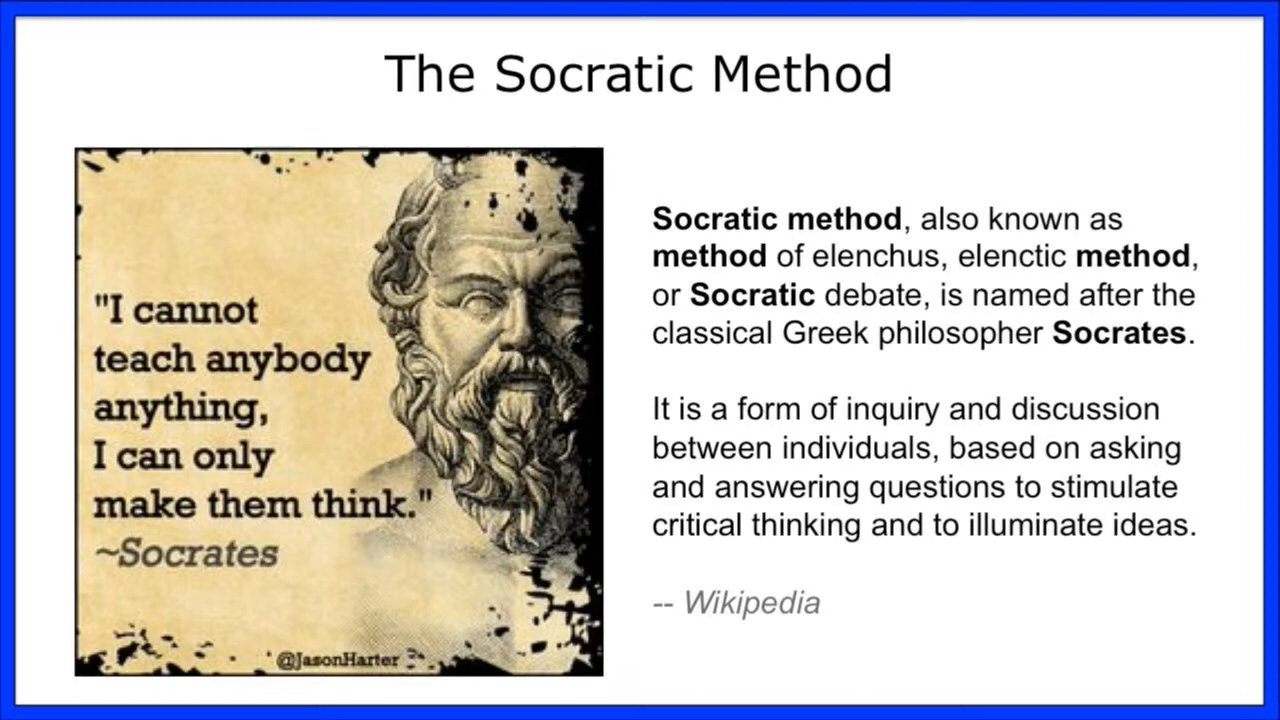 The Socratic Method
"I cannot
teach anybody
anything,
I can only
make them think."
~Socrates
@JasonHarter
Socratic method, also known as
method of elenchus, elenctic method,
or Socratic debate, is named after the
classical Greek philosopher Socrates.
It is a form of inquiry and discussion
between individuals, based on asking
and answering questions to stimulate
critical thinking and to illuminate ideas.
-- Wikipedia